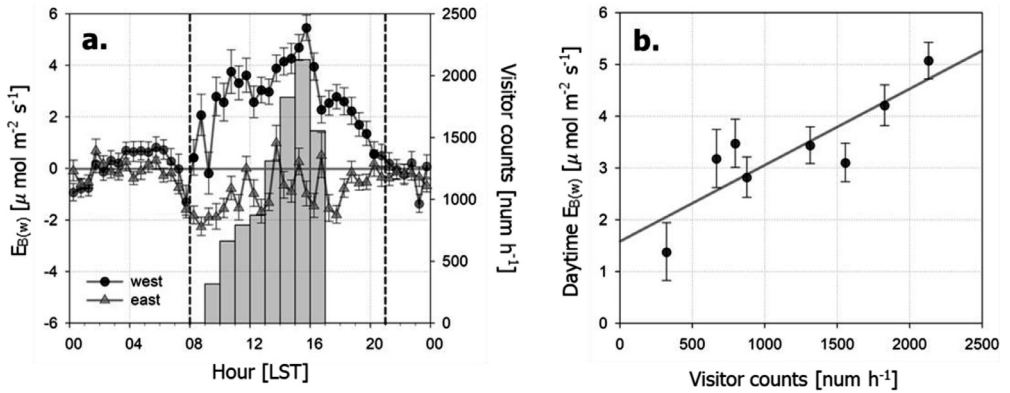 a.
E_B(w) [μ mol m⁻² s⁻¹]
6
4
2
0
-2
-4
-6
west
east
00 04 08 12 16 20 00
Hour [LST]
2500
2000
1500
1000
500
0
Visitor counts [num h⁻¹]
b.
Daytime E_B(w) [μ mol m⁻² s⁻¹]
6
5
4
3
2
1
0
0 500 1000 1500 2000 2500
Visitor counts [num h⁻¹]